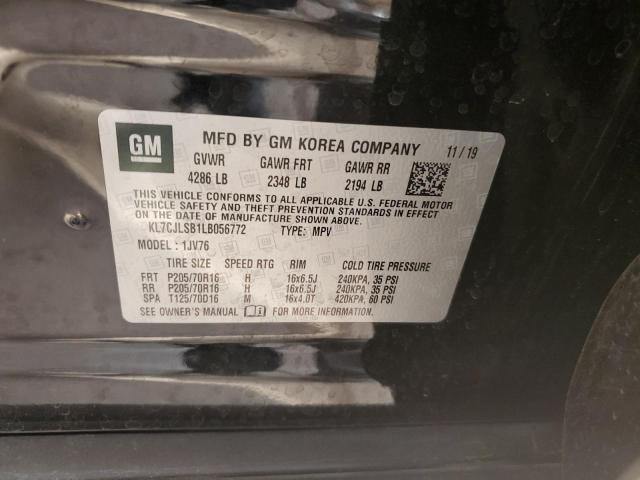 GM MFD BY GM KOREA COMPANY 11/19
GVWR GAWR FRT GAWR RR
4286 LB 2348 LB 2194 LB
THIS VEHICLE CONFORMS TO ALL APPLICABLE U.S. FEDERAL MOTOR
VEHICLE SAFETY AND THEFT PREVENTION STANDARDS IN EFFECT
ON THE DATE OF MANUFACTURE SHOWN ABOVE.
KL7CJLSB1LB056772 TYPE: MPV
MODEL: 1JV76
TIRE SIZE SPEED RTG RIM COLD TIRE PRESSURE
FRT P205/70R16 H 16x6.5J 240KPA, 35 PSI
RR P205/70R16 H 16x6.5J 240KPA, 35 PSI
SPA T125/70D16 M 16x4.0T 420KPA, 60 PSI
SEE OWNER'S MANUAL FOR MORE INFORMATION.